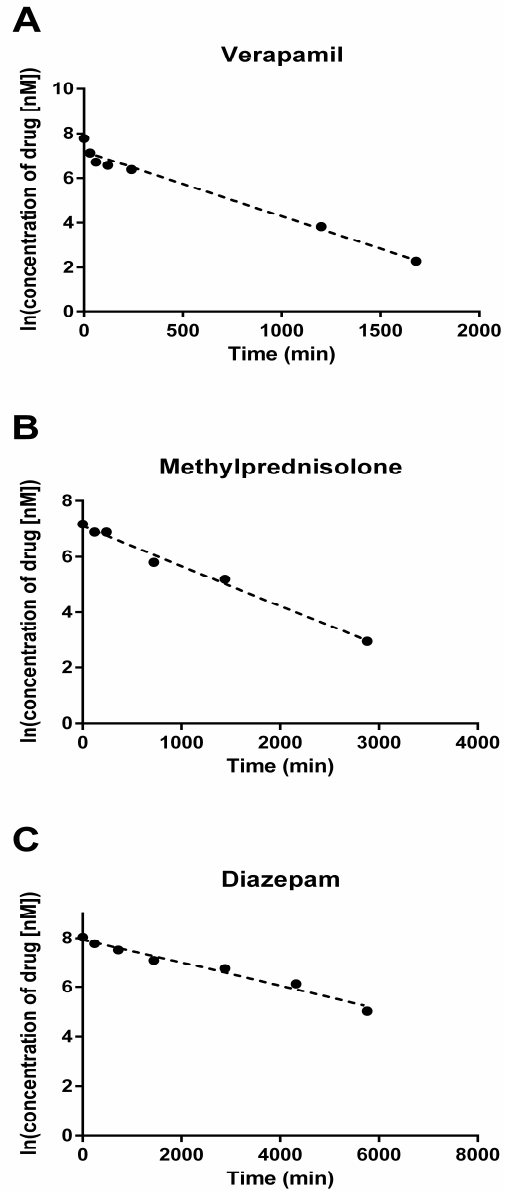 A
Verapamil
ln(concentration of drug [nM])
10
8
6
4
2
0
0 500 1000 1500 2000
Time (min)
B
Methylprednisolone
ln(concentration of drug [nM])
8
6
4
2
0
0 1000 2000 3000 4000
Time (min)
C
Diazepam
ln(concentration of drug [nM])
8
6
4
2
0
0 2000 4000 6000 8000
Time (min)